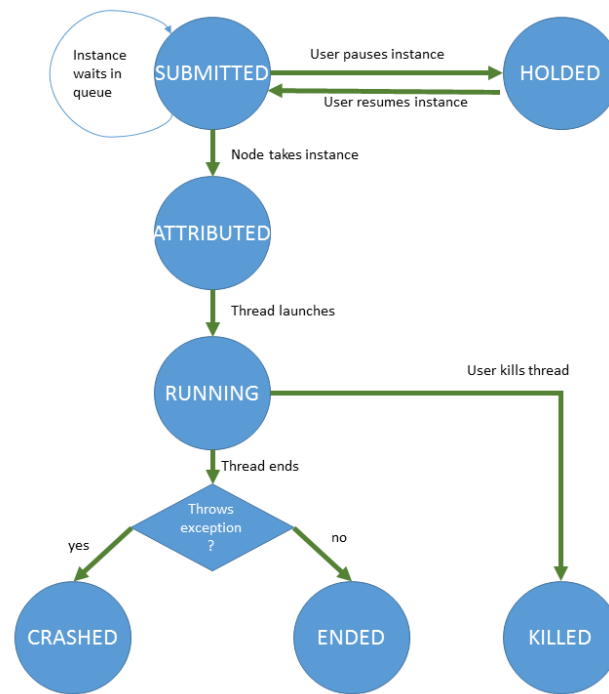 Instance
waits in
queue
SUBMITTED
User pauses instance
HOLDED
User resumes instance
Node takes instance
ATTRIBUTED
Thread launches
RUNNING
User kills thread
Thread ends
Throws
exception
?
yes
no
CRASHED
ENDED
KILLED